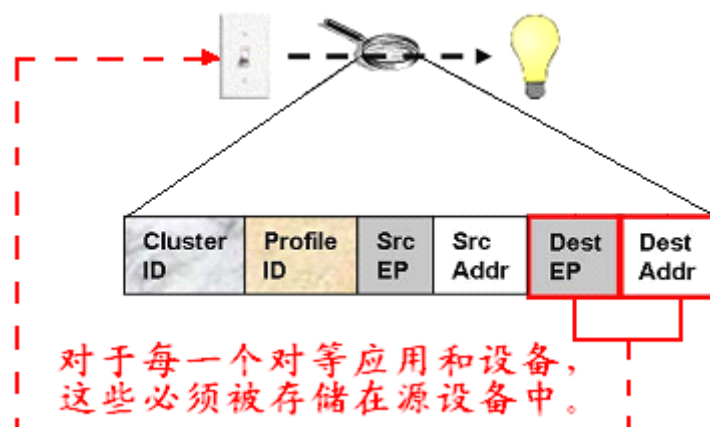 Cluster ID
Profile ID
Src EP
Src Addr
Dest EP
Dest Addr
对于每一个对等应用和设备，
这些必须被存储在源设备中。